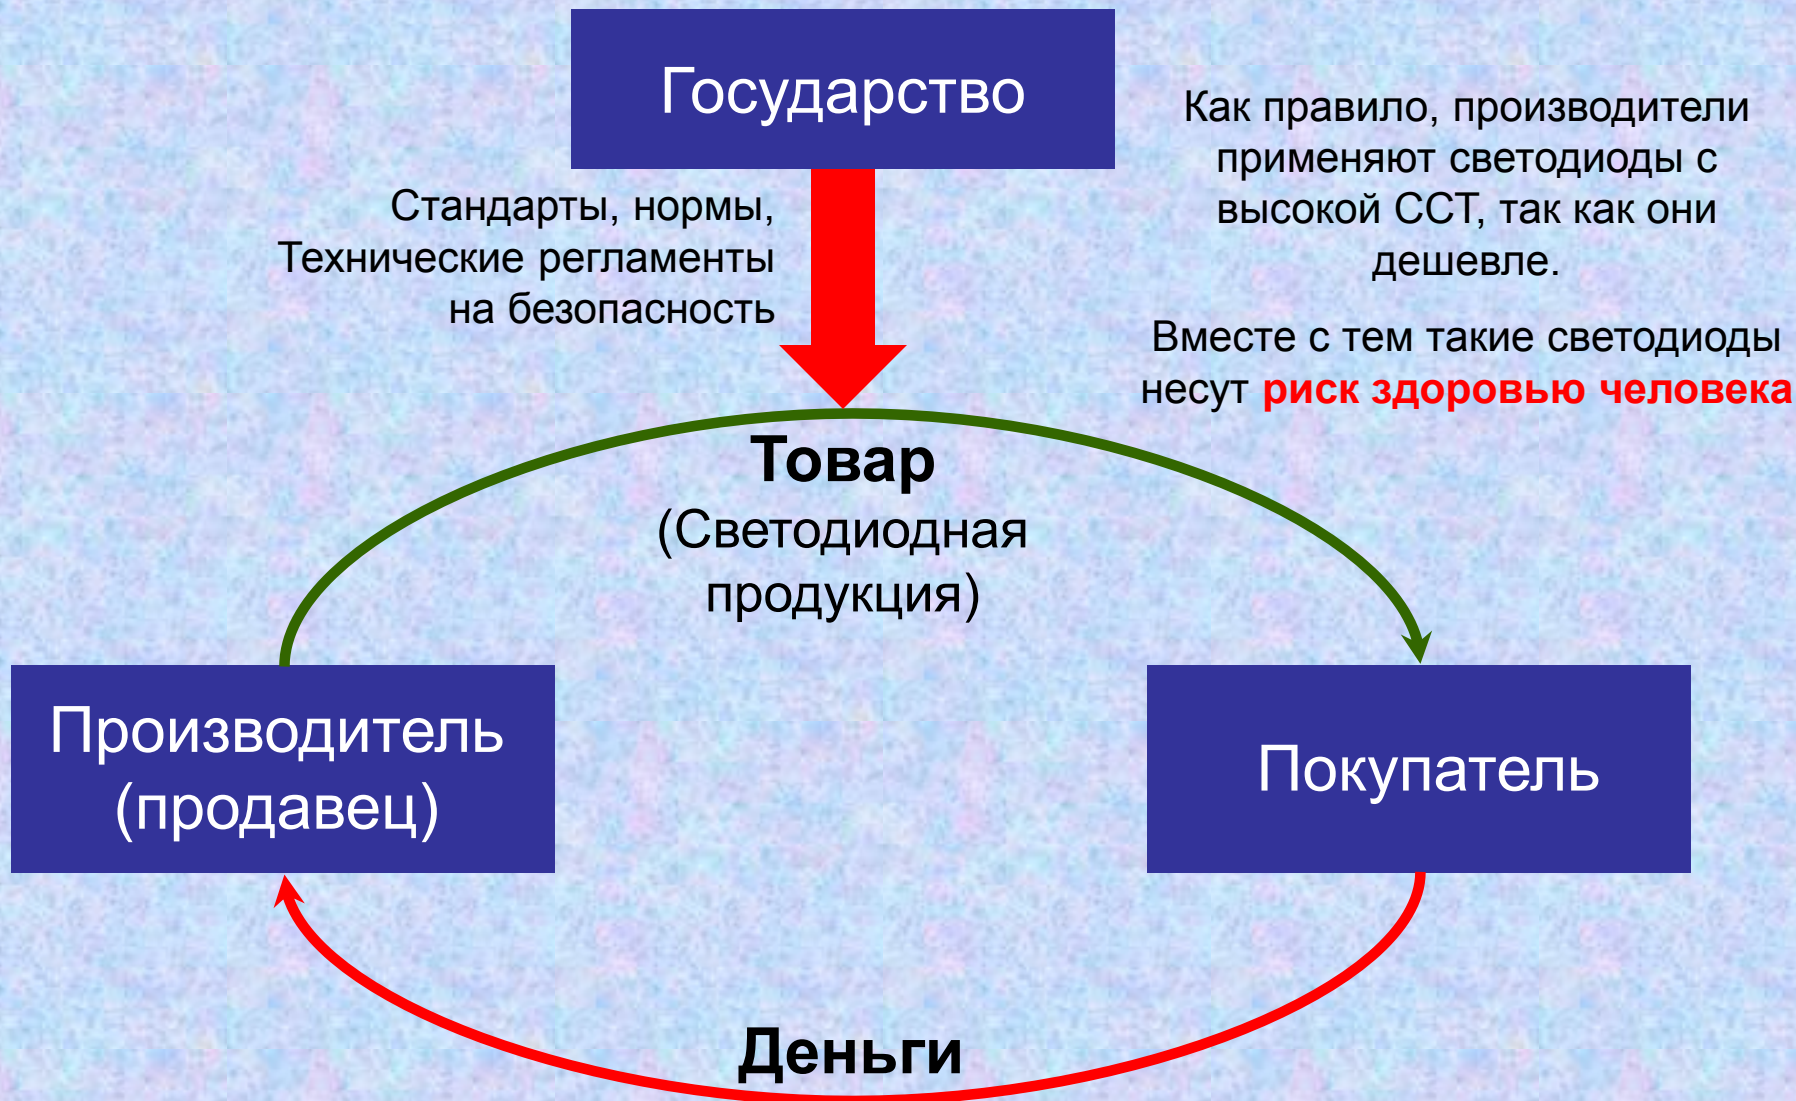 Государство
Как правило, производители
применяют светодиоды с
высокой ССТ, так как они
дешевле.
Вместе с тем такие светодиоды
несут риск здоровью человека
Стандарты, нормы,
Технические регламенты
на безопасность
Товар
(Светодиодная
продукция)
Производитель
(продавец)
Покупатель
Деньги